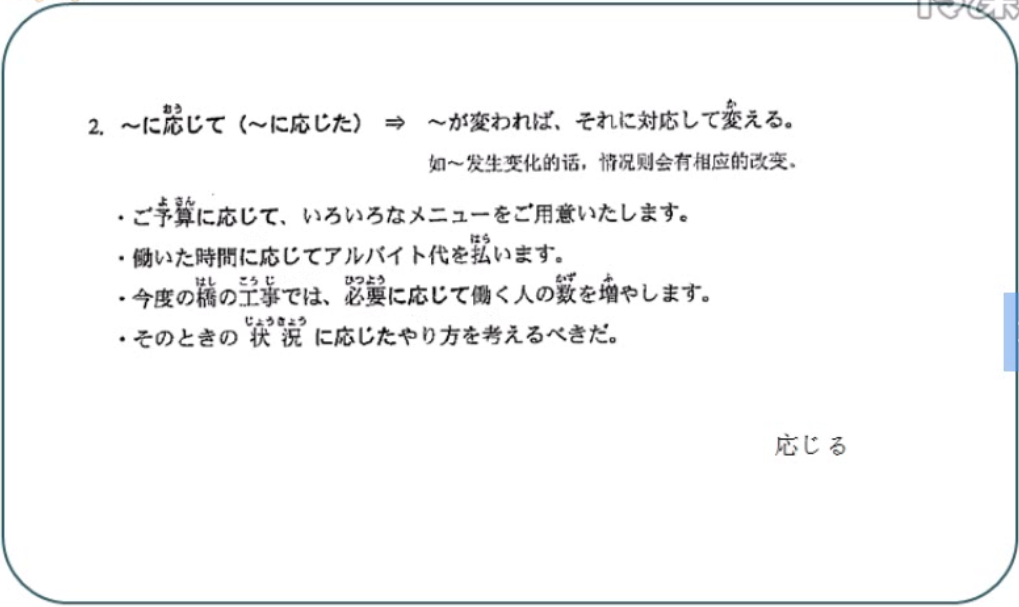 2. ～に応じて（～に応じた） ⇒ ～が変われば、それに対応して変える。
如～发生变化的话，情况则会有相应的改变。
・ご予算に応じて、いろいろなメニューをご用意いたします。
・働いた時間に応じてアルバイト代を払います。
・今度の橋の工事では、必要に応じて働く人の数を増やします。
・そのときの 状況 に応じたやり方を考えるべきだ。
応じる